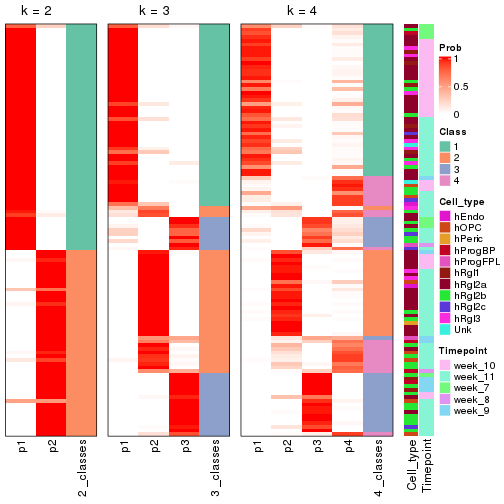 k = 2
k = 3
k = 4
p1
p2
2_classes
p1
p2
p3
3_classes
p1
p2
p3
p4
4_classes
Cell_type
Timepoint
Prob
1
0.5
0
Class
1
2
3
4
Cell_type
hEndo
hOPC
hPeric
hProgBP
hProgFPL
hRgl1
hRgl2a
hRgl2b
hRgl2c
hRgl3
Unk
Timepoint
week_10
week_11
week_7
week_8
week_9